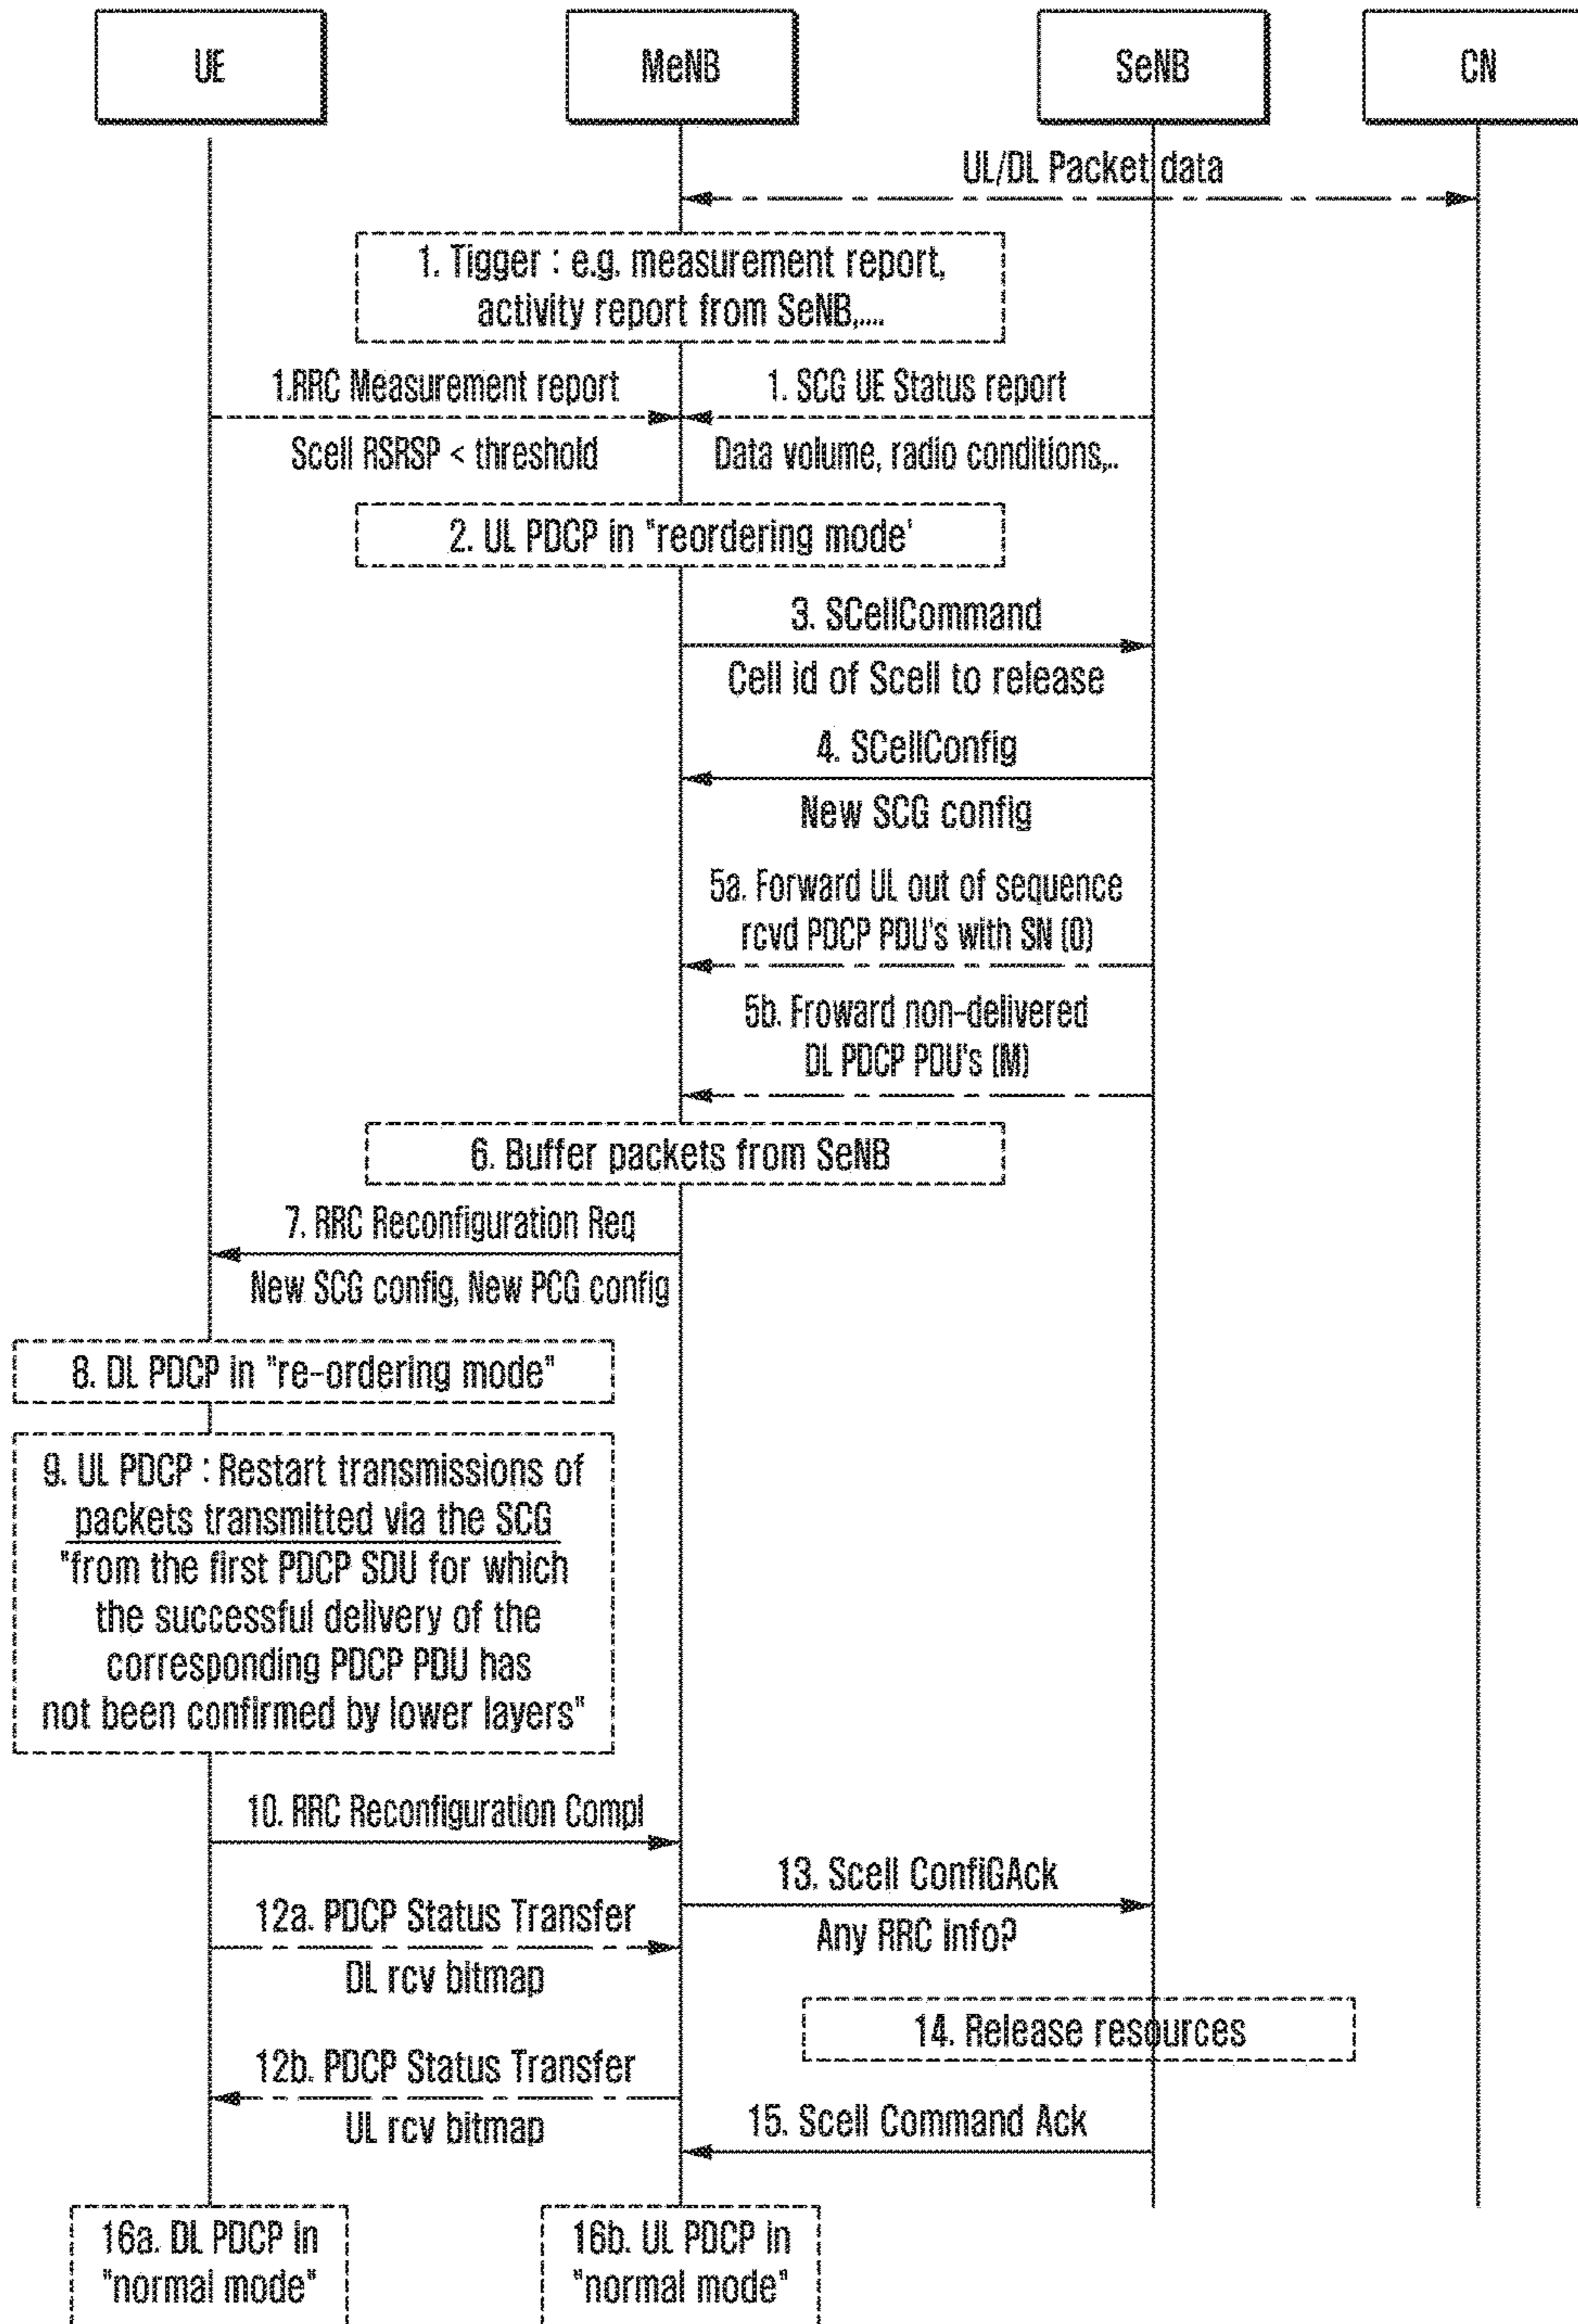 UE
MeNB
SeNB
CN
UL/DL Packet data
1. Tigger : e.g. measurement report,
activity report from SeNB,....
1.RRC Measurement report
1. SCG UE Status report
Scell RSRSP < threshold
Data volume, radio conditions,..
2. UL PDCP in "reordering mode'
3. SCellCommand
Cell id of Scell to release
4. SCellConfig
New SCG config
5a. Forward UL out of sequence
rcvd PDCP PDU's with SN (0)
5b. Froward non-delivered
DL PDCP PDU's (M)
6. Buffer packets from SeNB
7. RRC Reconfiguration Req
New SCG config, New PCG config
8. DL PDCP in "re-ordering mode"
9. UL PDCP : Restart transmissions of
packets transmitted via the SCG
"from the first PDCP SDU for which
the successful delivery of the
corresponding PDCP PDU has
not been confirmed by lower layers"
10. RRC Reconfiguration Compl
13. Scell ConfiGAck
12a. PDCP Status Transfer
Any RRC info?
DL rcv bitmap
14. Release resources
12b. PDCP Status Transfer
UL rcv bitmap
15. Scell Command Ack
16a. DL PDCP in
"normal mode"
16b. UL PDCP in
"normal mode"